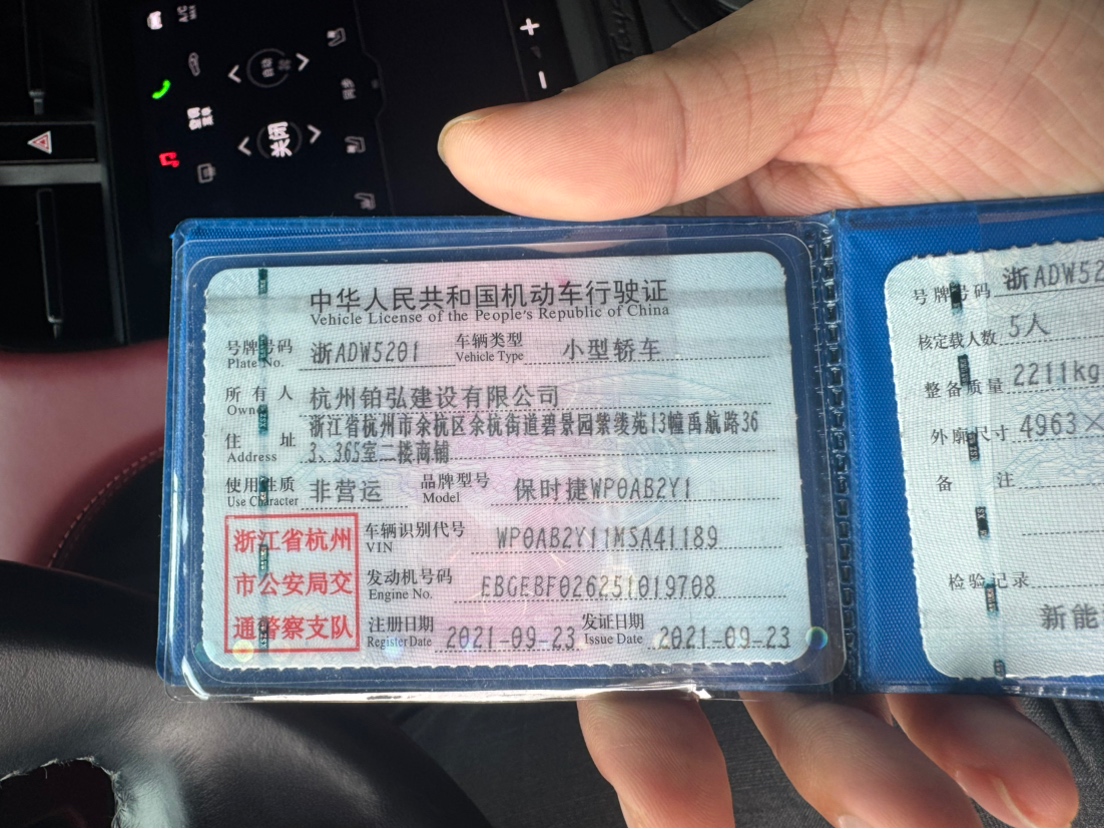 中华人民共和国机动车行驶证
Vehicle License of the People's Republic of China
号牌号码 浙ADW5201 车辆类型 小型轿车
Plate No. Vehicle Type
所有人 杭州铂弘建设有限公司
Owner
住址 浙江省杭州市余杭区余杭街道碧景园紫绶苑13幢禹航路36
Address 3、365室二楼商铺
使用性质 非营运 品牌型号 保时捷WP0AB2Y1
Use Character Model
浙江省杭州
市公安局交
通警察支队
车辆识别代号 WP0AB2Y11MSA41189
VIN
发动机号码 EBGEBF026251019708
Engine No.
注册日期 2021-09-23 发证日期 2021-09-23
Register Date Issue Date
号牌号码 浙ADW52
核定载人数 5人
整备质量 2211kg
外廓尺寸 4963×
备注
检验记录
新能
关闭
A/C